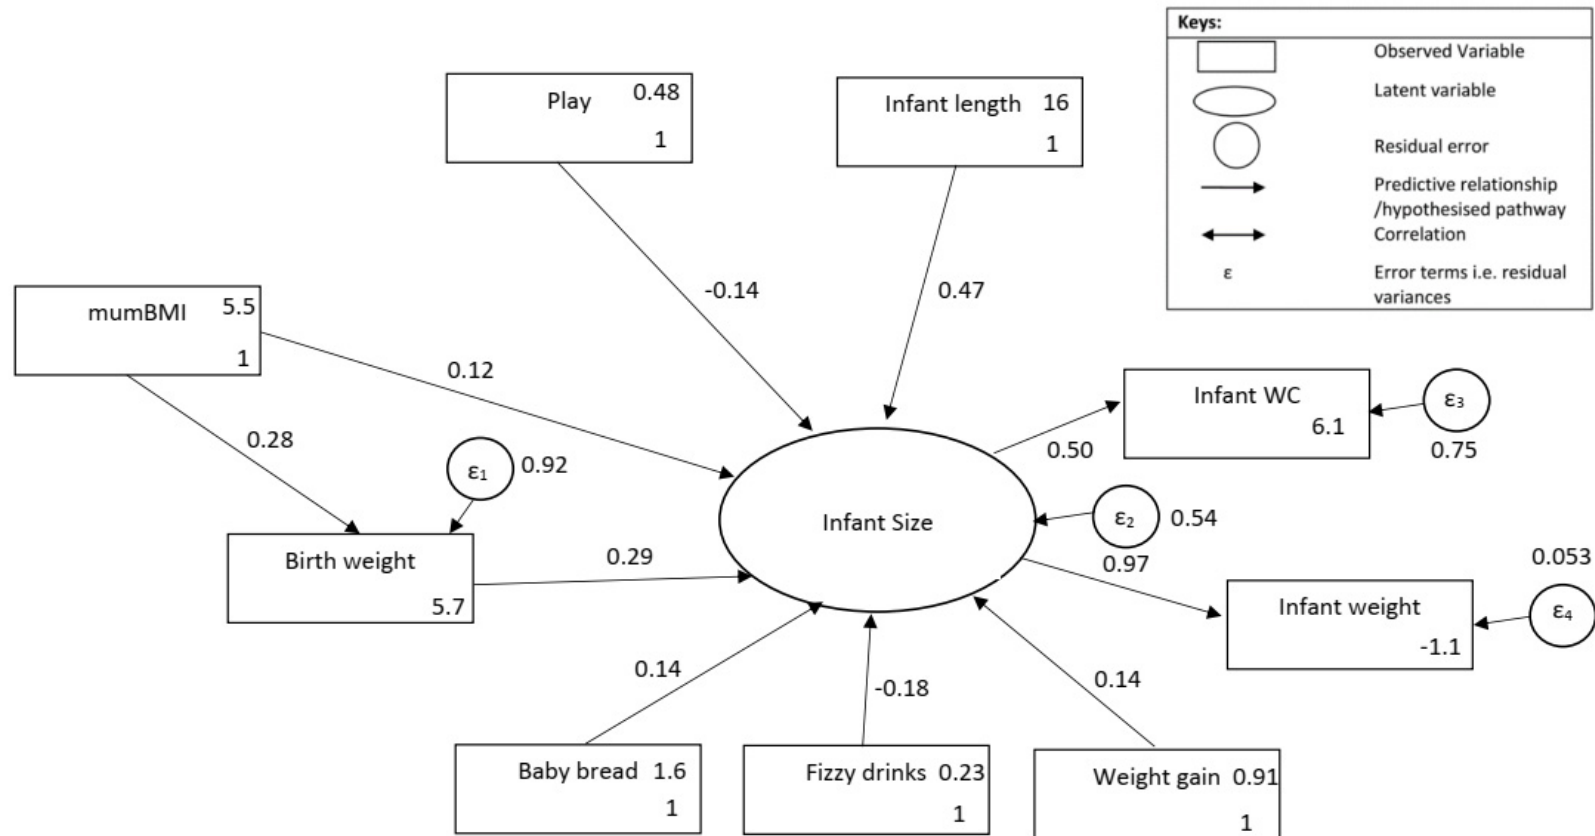 Keys:
Observed Variable
Latent variable
Residual error
Predictive relationship
/hypothesised pathway
Correlation
ε
Error terms i.e. residual
variances
Play 0.48
1
Infant length 16
1
-0.14
0.47
mumBMI 5.5
1
0.12
0.28
Infant WC
6.1
ε3
0.75
0.50
ε1 0.92
Infant Size
ε2 0.54
0.97
Birth weight
5.7
0.29
0.053
Infant weight
-1.1
ε4
0.14
-0.18
0.14
Baby bread 1.6
1
Fizzy drinks 0.23
1
Weight gain 0.91
1